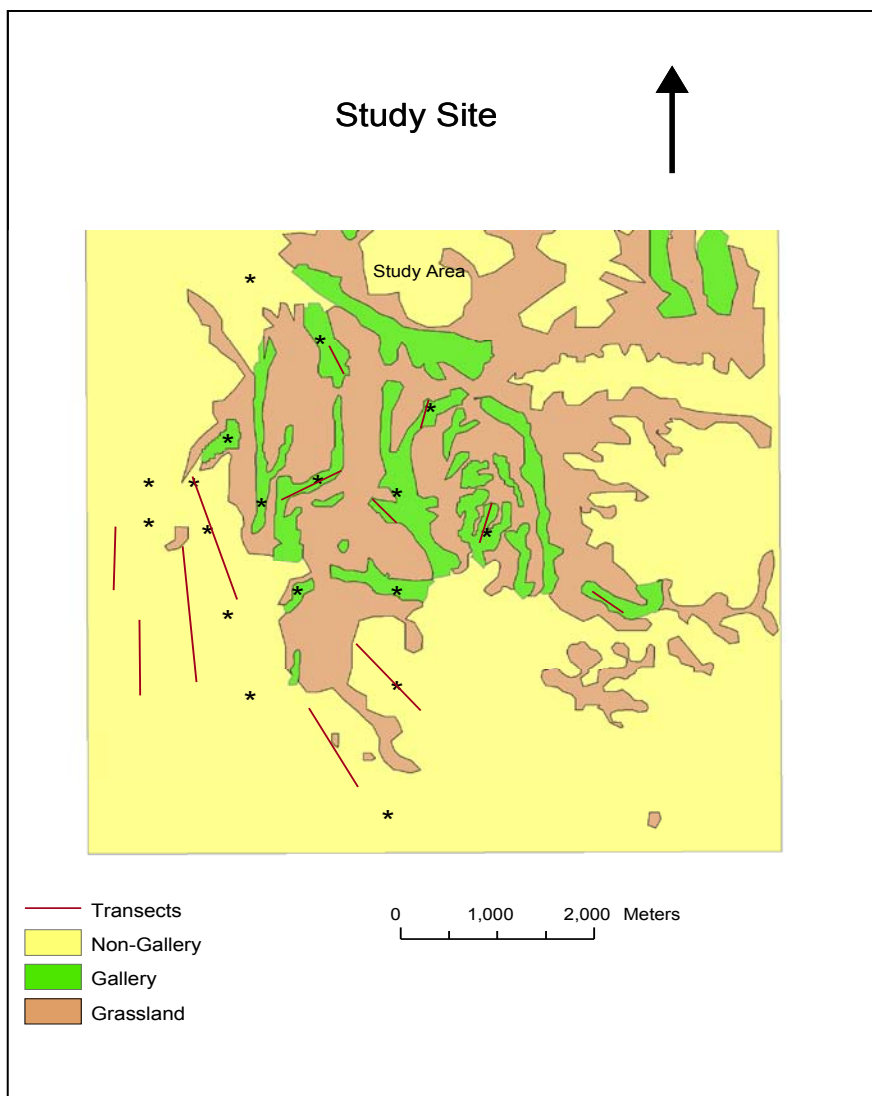 Study Site
Study Area
Transects
Non-Gallery
Gallery
Grassland
0 1,000 2,000 Meters